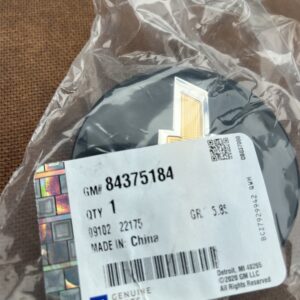 GM# 84375184
QTY 1
09102 22175 GR. 5.95
MADE IN: China
Detroit, MI 48265
©2020 GM LLC
All Rights Reserved
GENUINE